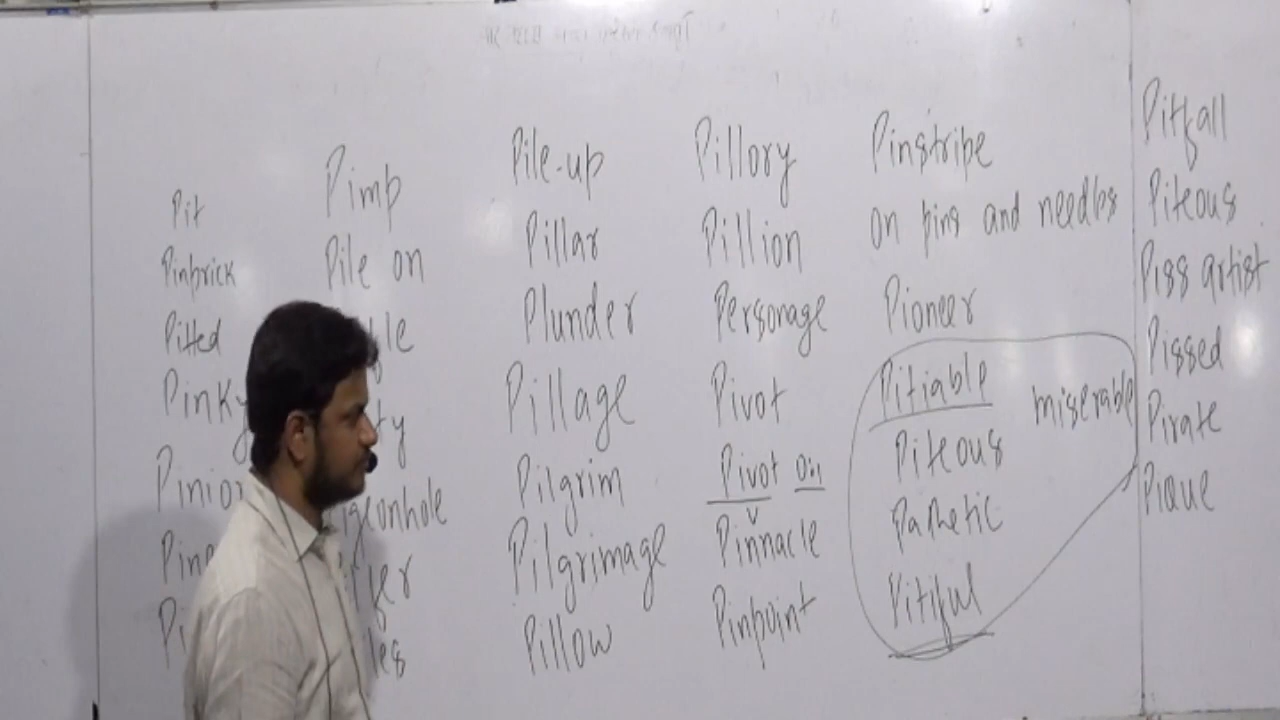 Pit
Pinprick
Pitted
Pinky
Pimp
Pile on
Pile-up
Pillar
Plunder
Pillage
Pilgrim
Pilgrimage
Pillow
Pillory
Pillion
Personage
Pivot
Pivot on
Pinnacle
Pinpoint
Pinstripe
on pins and needles
Pioneer
Pitiable miserable
Piteous
Pathetic
Pitiful
Pitfall
Piteous
Piss artist
Pissed
Pirate
Pique